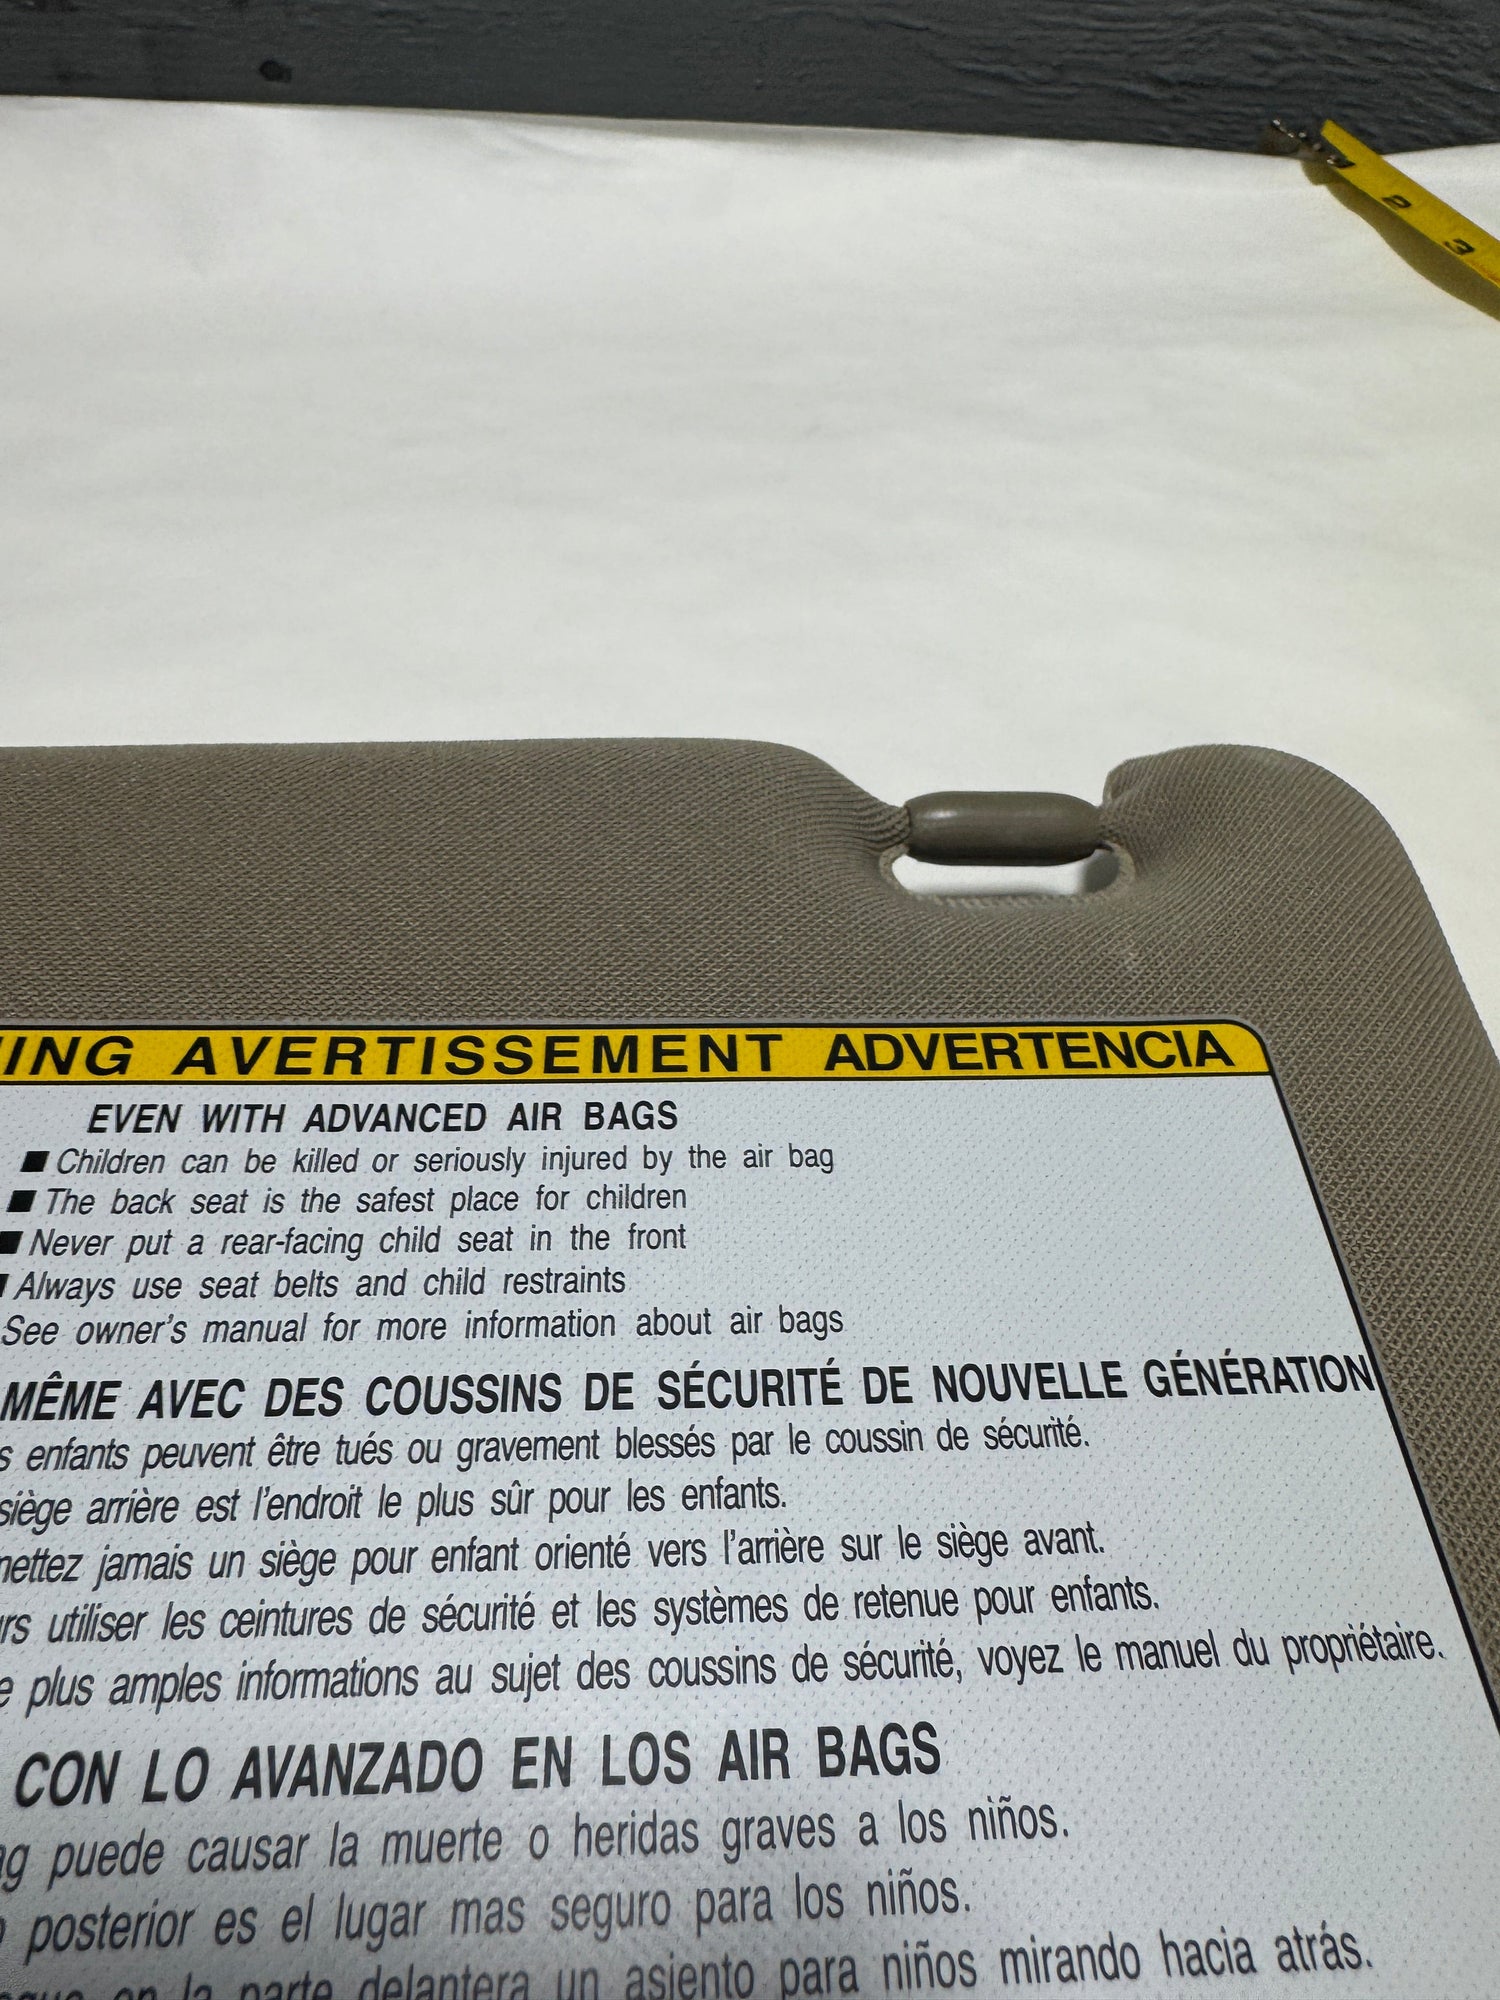 2
3
AVERTISSEMENT ADVERTENCIA
EVEN WITH ADVANCED AIR BAGS
■ Children can be killed or seriously injured by the air bag
■ The back seat is the safest place for children
■ Never put a rear-facing child seat in the front
■ Always use seat belts and child restraints
See owner's manual for more information about air bags
MÊME AVEC DES COUSSINS DE SÉCURITÉ DE NOUVELLE GÉNÉRATION
enfants peuvent être tués ou gravement blessés par le coussin de sécurité.
siège arrière est l'endroit le plus sûr pour les enfants.
jamais un siège pour enfant orienté vers l'arrière sur le siège avant.
utiliser les ceintures de sécurité et les systèmes de retenue pour enfants.
plus amples informations au sujet des coussins de sécurité, voyez le manuel du propriétaire.
CON LO AVANZADO EN LOS AIR BAGS
puede causar la muerte o heridas graves a los niños.
posterior es el lugar mas seguro para los niños.
en la parte delantera un asiento para niños mirando hacia atrás.